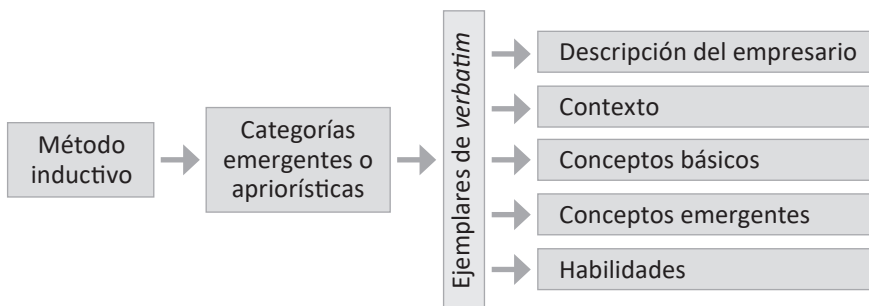 Método
inductivo
Categorías
emergentes o
apriorísticas
Ejemplares de verbatim
Descripción del empresario
Contexto
Conceptos básicos
Conceptos emergentes
Habilidades